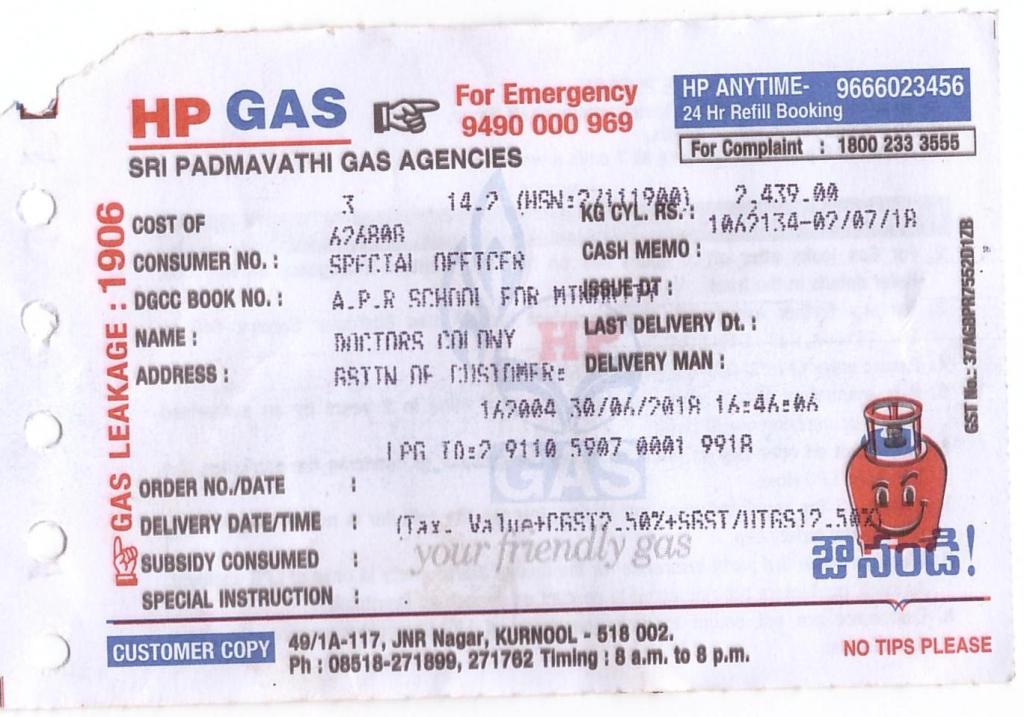 HP GAS
For Emergency
9490 000 969
HP ANYTIME- 9666023456
24 Hr Refill Booking
For Complaint : 1800 233 3555
SRI PADMAVATHI GAS AGENCIES
GAS LEAKAGE : 1906
3 14.2 (HSN:27111900) 2,439.00
COST OF KG CYL. RS.:
626808 1062134-02/07/18
CONSUMER NO. : CASH MEMO :
SPECIAL OFFICER
DGCC BOOK NO. : ISSUE DT :
A.P.R SCHOOL FOR
NAME : LAST DELIVERY Dt. :
DOCTORS COLONY
ADDRESS : DELIVERY MAN :
GSTIN OF CUSTOMER:
162004 30/06/2018 16:46:06
LPG ID:2 9110 5907 0001 9918
HP
GAS
ORDER NO./DATE :
DELIVERY DATE/TIME
(Tax. Value+CGS12.50%+SGST/UTGS12.50%)
your friendly gas
SUBSIDY CONSUMED :
SPECIAL INSTRUCTION :
GST No.: 37AGBPR7552D1ZB
CUSTOMER COPY
49/1A-117, JNR Nagar, KURNOOL - 518 002.
Ph : 08518-271899, 271762 Timing : 8 a.m. to 8 p.m.
NO TIPS PLEASE